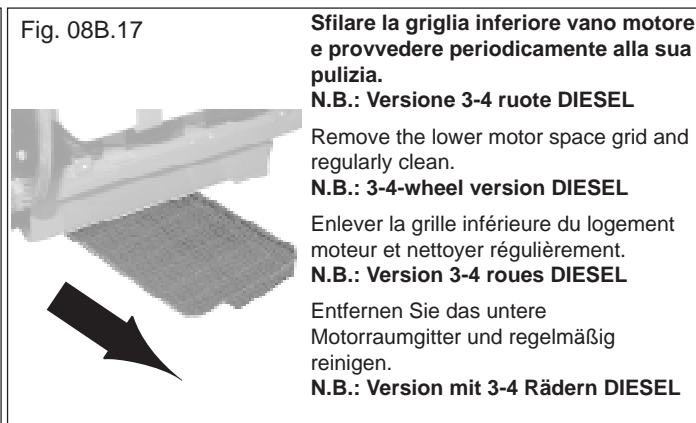 Fig. 08B.17
Sfilare la griglia inferiore vano motore
e provvedere periodicamente alla sua
pulizia.
N.B.: Versione 3-4 ruote DIESEL
Remove the lower motor space grid and
regularly clean.
N.B.: 3-4-wheel version DIESEL
Enlever la grille inférieure du logement
moteur et nettoyer régulièrement.
N.B.: Version 3-4 roues DIESEL
Entfernen Sie das untere
Motorraumgitter und regelmäßig
reinigen.
N.B.: Version mit 3-4 Rädern DIESEL